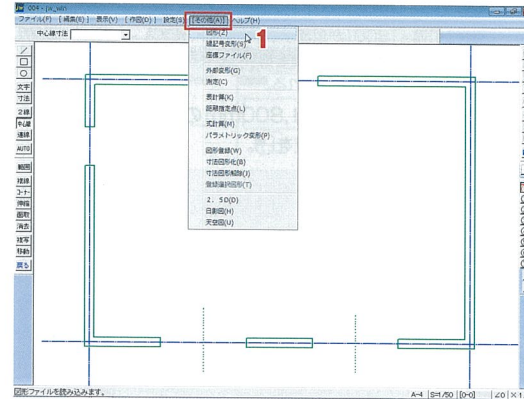 004 - jw_win
ファイル(F) [編集(E)] 表示(V) [作図(D)] 設定(S) [その他(A)] ヘルプ(H)
中心線寸法
図形(Z)
線記号変形(S)
座標ファイル(F)
外部変形(G)
測定(C)
表計算(K)
距離指定点(L)
式計算(M)
パラメトリック変形(P)
図形登録(W)
寸法図形化(B)
寸法図形解除(J)
登録選択図形(T)
2.5D(D)
日影図(H)
天空図(U)
1
文字
寸法
2線
中心線
連線
AUTO
範囲
複線
コーナー
伸縮
面取
消去
複写
移動
戻る
図形ファイルを読み込みます。
A-4 S=1/50 [0-0] ∠0 ×1